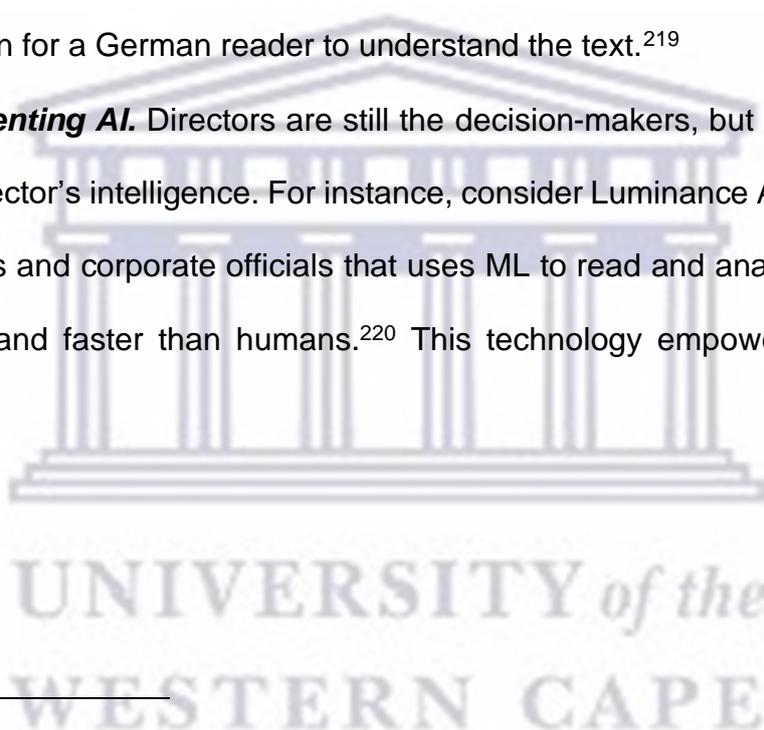 n for a German reader to understand the text.219
enting AI. Directors are still the decision-makers, but
ector's intelligence. For instance, consider Luminance A
s and corporate officials that uses ML to read and ana
and faster than humans.220 This technology empowe
UNIVERSITY of the
WESTERN CAPE